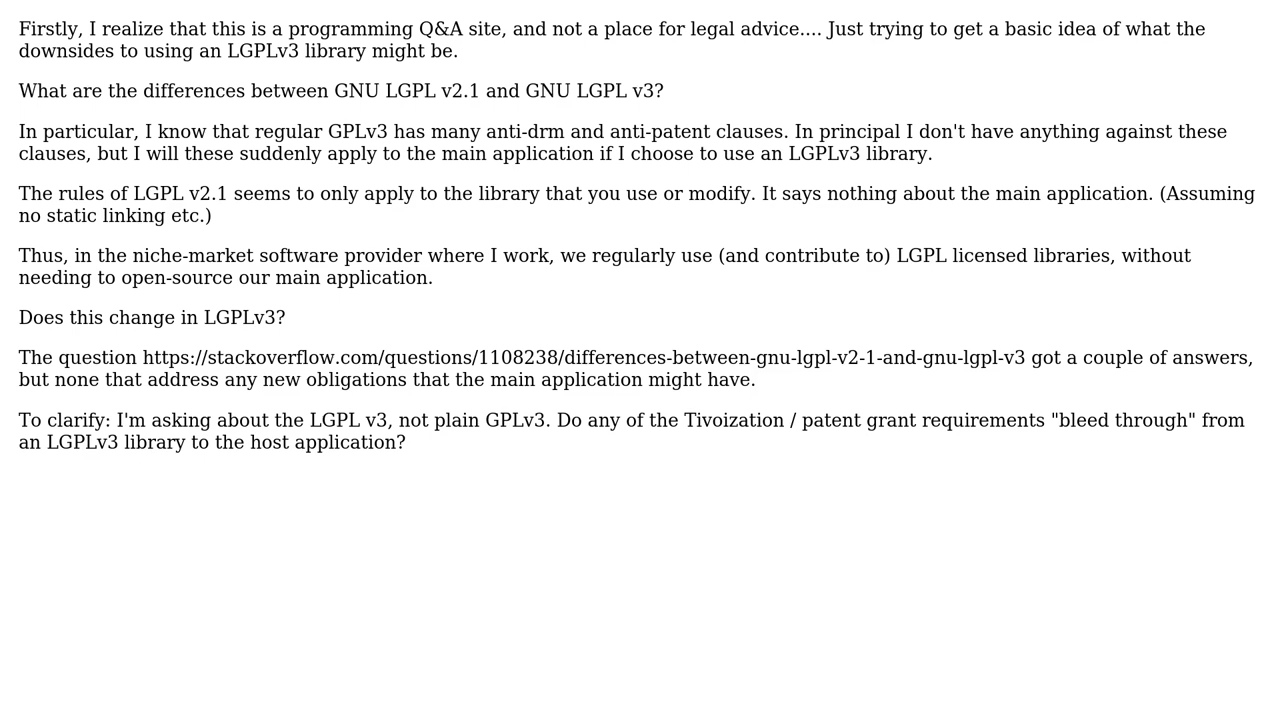 Firstly, I realize that this is a programming Q&A site, and not a place for legal advice.... Just trying to get a basic idea of what the
downsides to using an LGPLv3 library might be.
What are the differences between GNU LGPL v2.1 and GNU LGPL v3?
In particular, I know that regular GPLv3 has many anti-drm and anti-patent clauses. In principal I don't have anything against these
clauses, but I will these suddenly apply to the main application if I choose to use an LGPLv3 library.
The rules of LGPL v2.1 seems to only apply to the library that you use or modify. It says nothing about the main application. (Assuming
no static linking etc.)
Thus, in the niche-market software provider where I work, we regularly use (and contribute to) LGPL licensed libraries, without
needing to open-source our main application.
Does this change in LGPLv3?
The question https://stackoverflow.com/questions/1108238/differences-between-gnu-lgpl-v2-1-and-gnu-lgpl-v3 got a couple of answers,
but none that address any new obligations that the main application might have.
To clarify: I'm asking about the LGPL v3, not plain GPLv3. Do any of the Tivoization / patent grant requirements "bleed through" from
an LGPLv3 library to the host application?